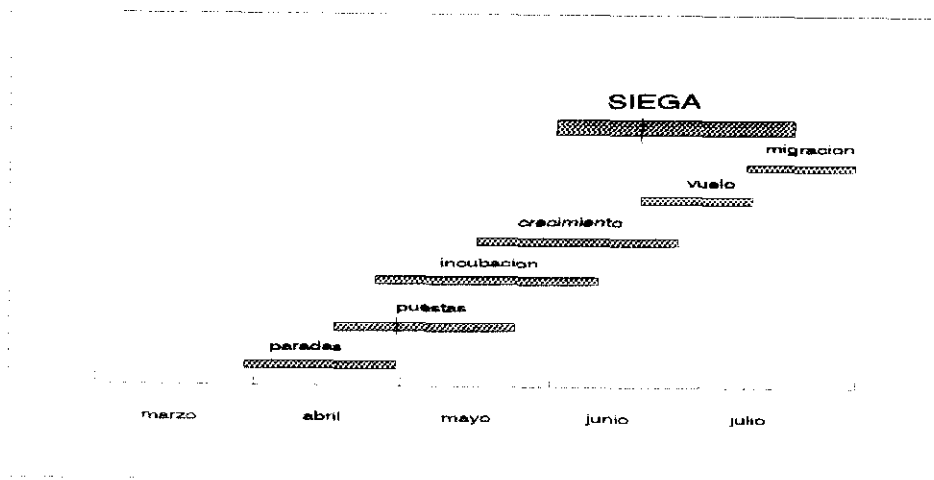 SIEGA
migracion
vuelo
crecimiento
incubacion
puestas
paradas
marzo abril mayo junio julio